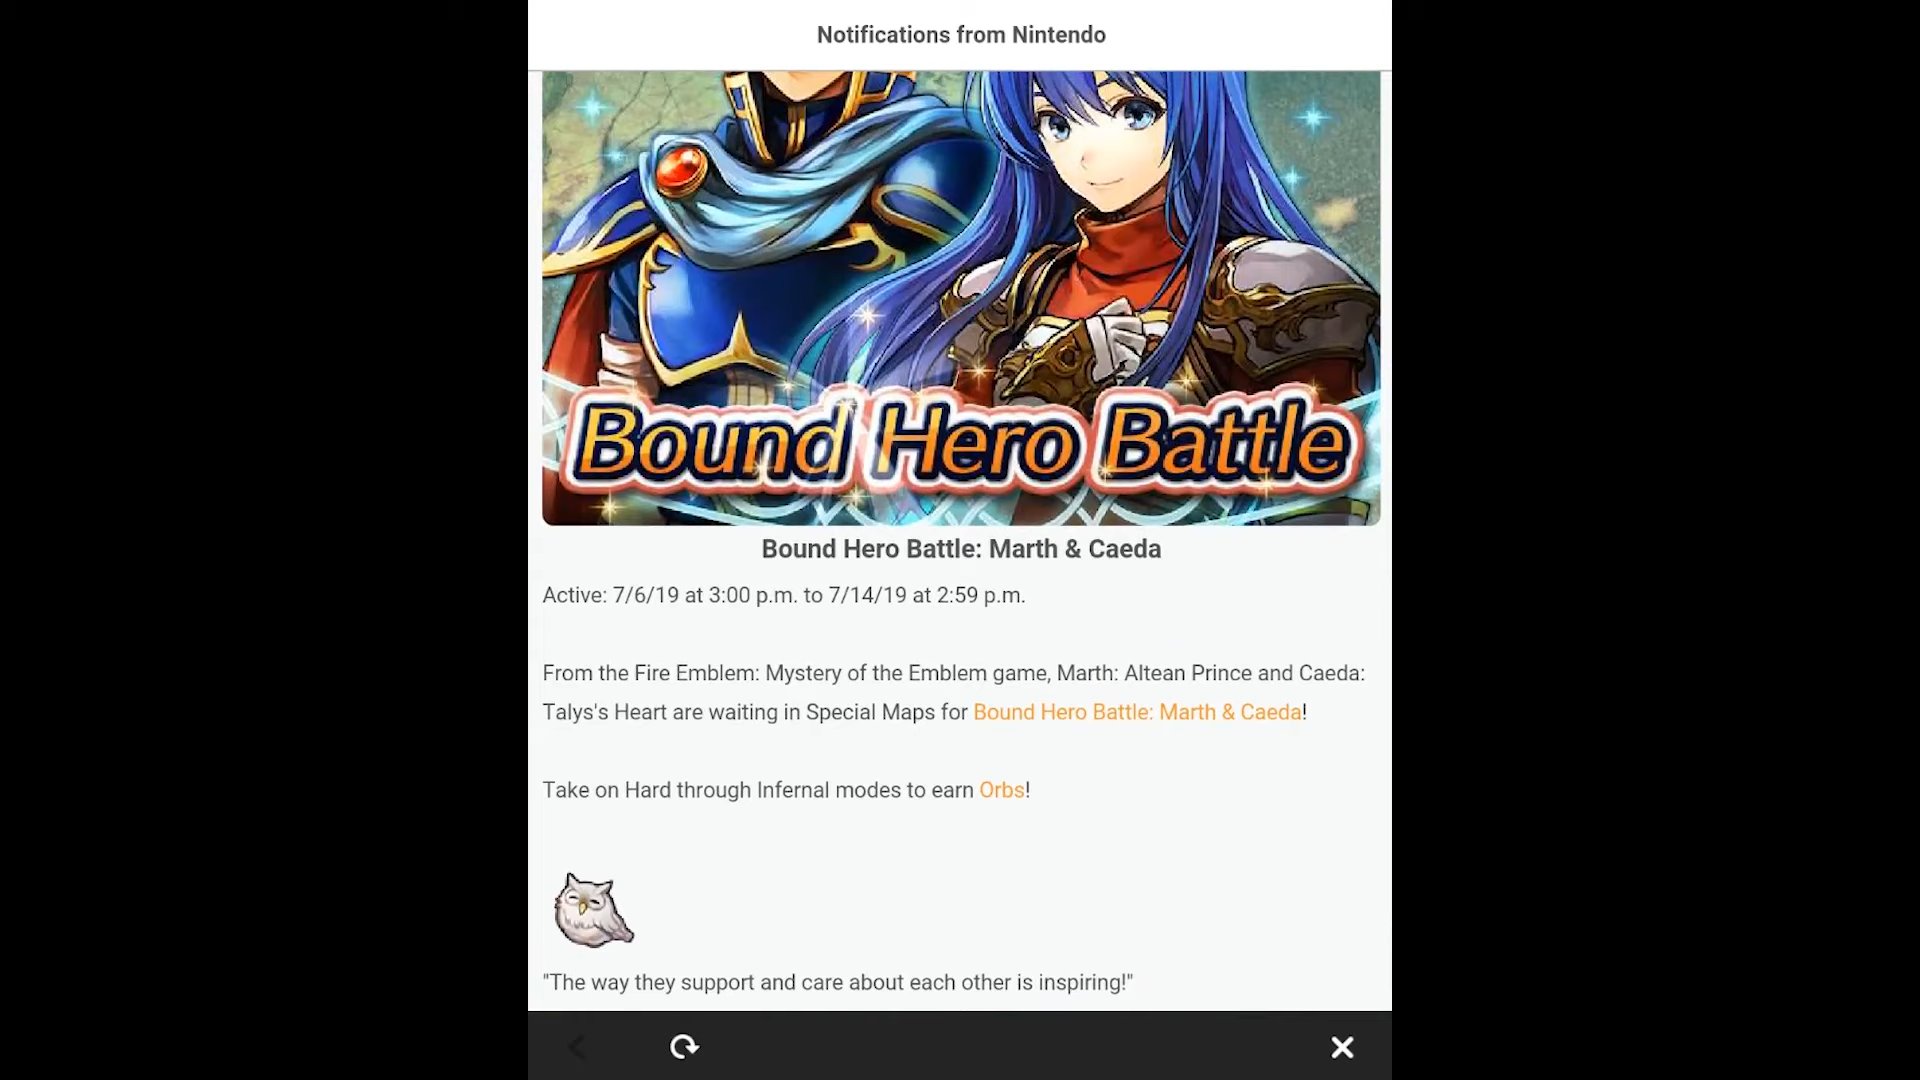 Notifications from Nintendo
Bound Hero Battle
Bound Hero Battle: Marth & Caeda
Active: 7/6/19 at 3:00 p.m. to 7/14/19 at 2:59 p.m.
From the Fire Emblem: Mystery of the Emblem game, Marth: Altean Prince and Caeda:
Talys's Heart are waiting in Special Maps for Bound Hero Battle: Marth & Caeda!
Take on Hard through Infernal modes to earn Orbs!
"The way they support and care about each other is inspiring!"